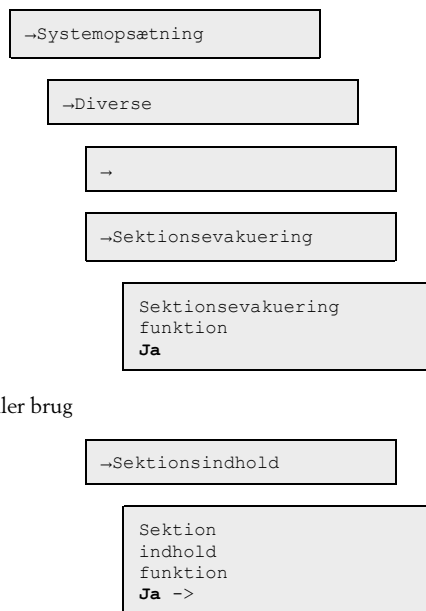 →Systemopsætning
→Diverse
→
→Sektionsevakuering
Sektionsevakuering
funktion
Ja
ler brug
→Sektionsindhold
Sektion
indhold
funktion
Ja ->